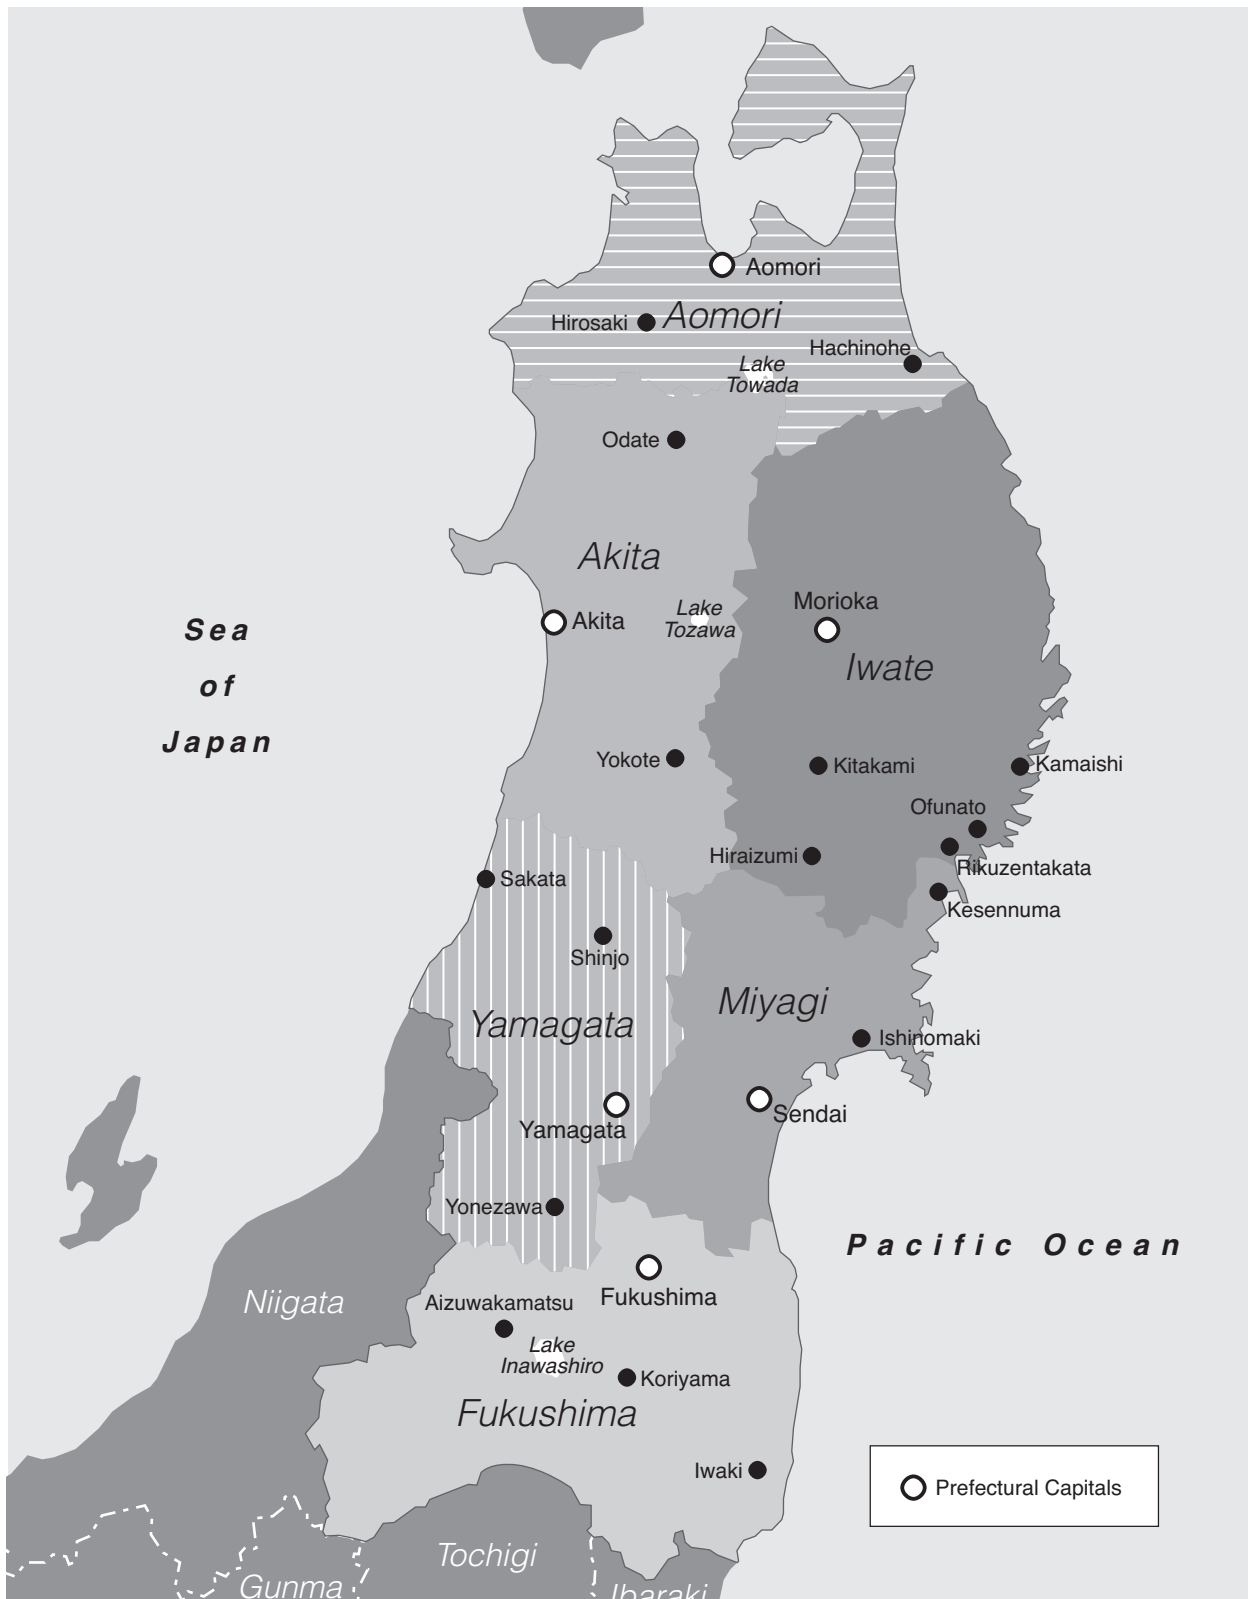 Aomori
Hirosaki
Aomori
Hachinohe
Lake
Towada
Odate
Akita
Akita
Lake
Tozawa
Morioka
Iwate
Sea
of
Japan
Yokote
Kitakami
Kamaishi
Ofunato
Hiraizumi
Rikuzentakata
Sakata
Kesennuma
Shinjo
Miyagi
Yamagata
Ishinomaki
Sendai
Yamagata
Yonezawa
Pacific Ocean
Niigata
Fukushima
Aizuwakamatsu
Lake
Inawashiro
Koriyama
Fukushima
Iwaki
Prefectural Capitals
Tochigi
Gunma
Ibaraki